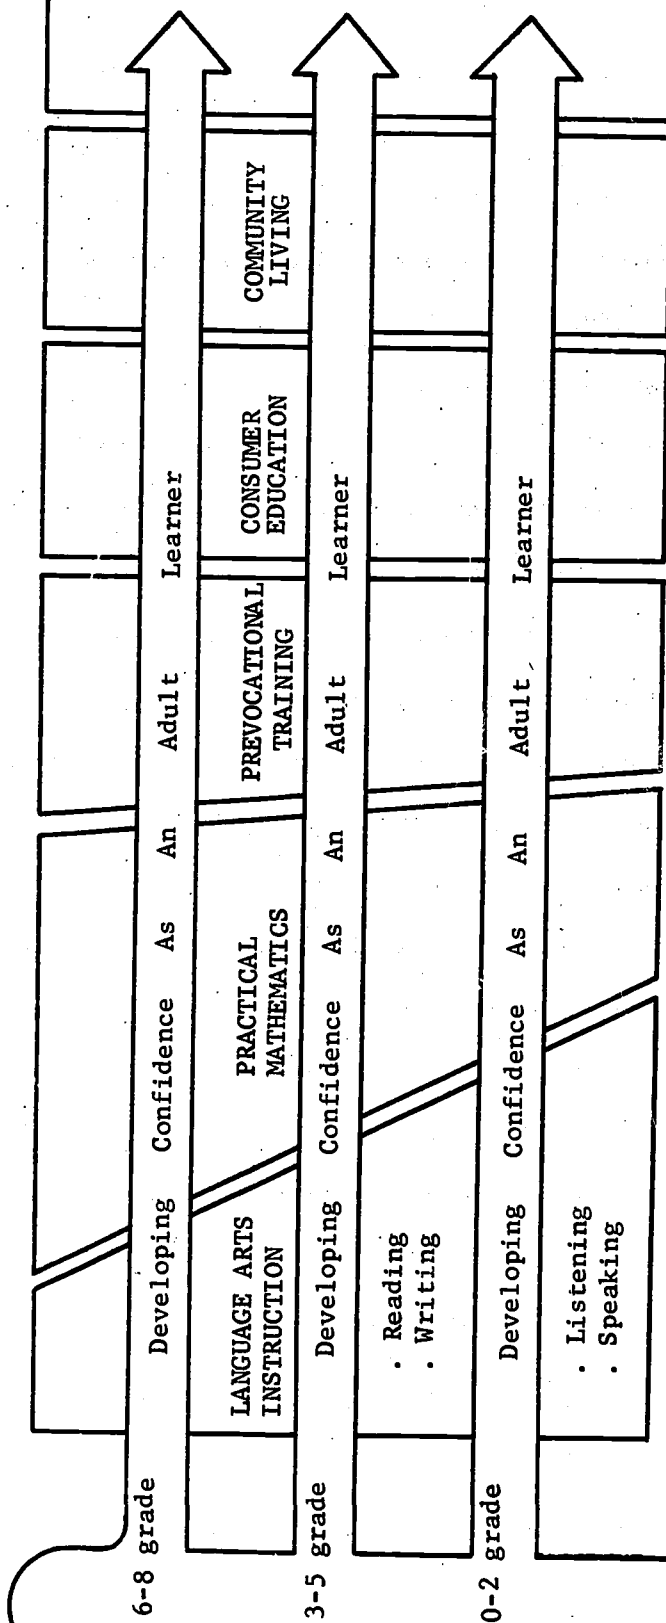 6-8 grade
Developing Confidence As An Adult Learner
LANGUAGE ARTS
INSTRUCTION
PRACTICAL
MATHEMATICS
PREVOCATIONAL
TRAINING
CONSUMER
EDUCATION
COMMUNITY
LIVING
3-5 grade
Developing Confidence As An Adult Learner
· Reading
· Writing
0-2 grade
Developing Confidence As An Adult Learner
· Listening
· Speaking